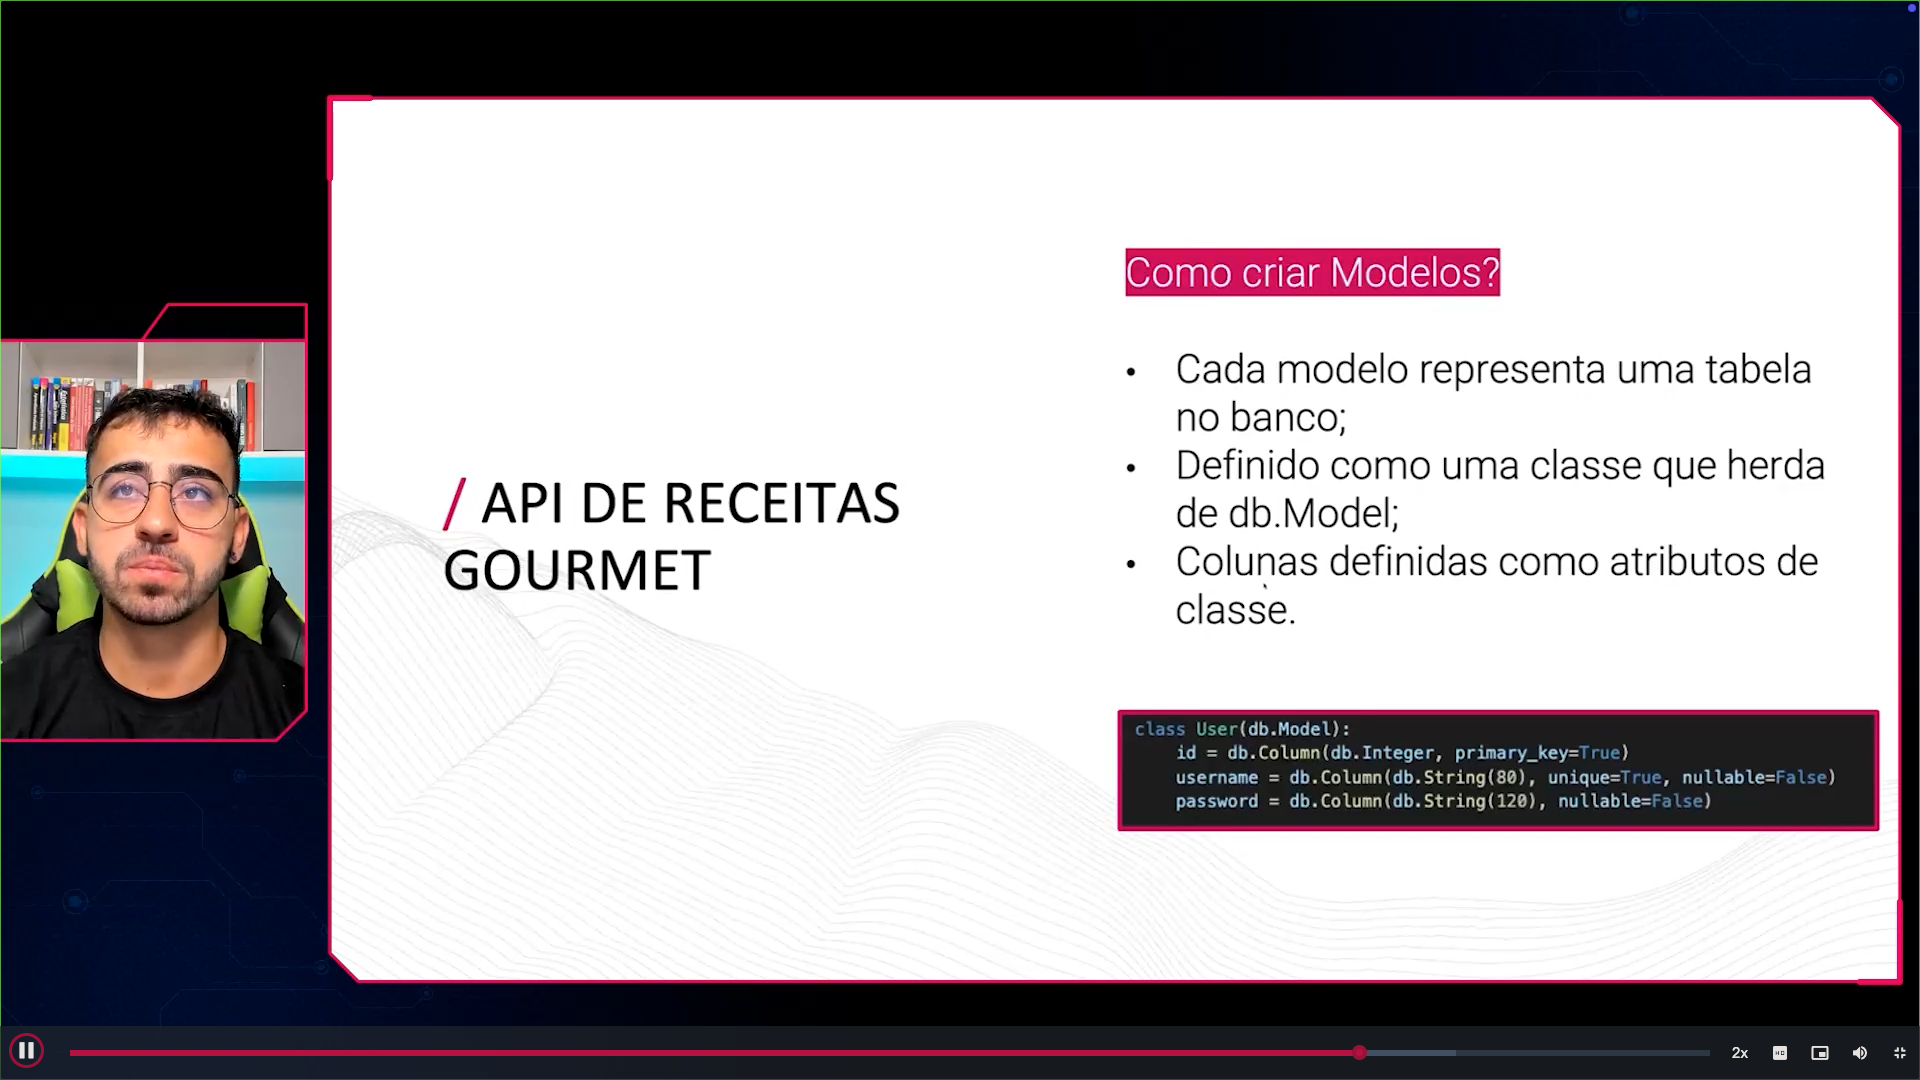 / API DE RECEITAS
GOURMET
Como criar Modelos?
• Cada modelo representa uma tabela
no banco;
• Definido como uma classe que herda
de db.Model;
• Colunas definidas como atributos de
classe.
class User(db.Model):
    id = db.Column(db.Integer, primary_key=True)
    username = db.Column(db.String(80), unique=True, nullable=False)
    password = db.Column(db.String(120), nullable=False)
2x